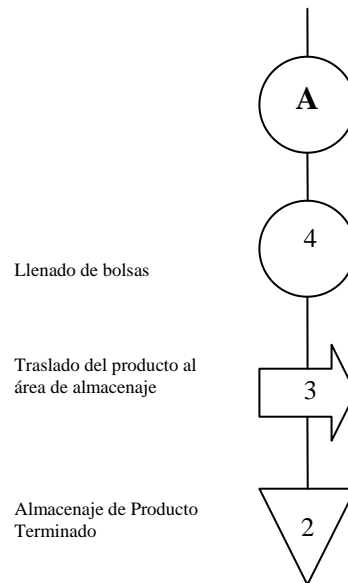 A
4
Llenado de bolsas
Traslado del producto al
área de almacenaje
3
Almacenaje de Producto
Terminado
2